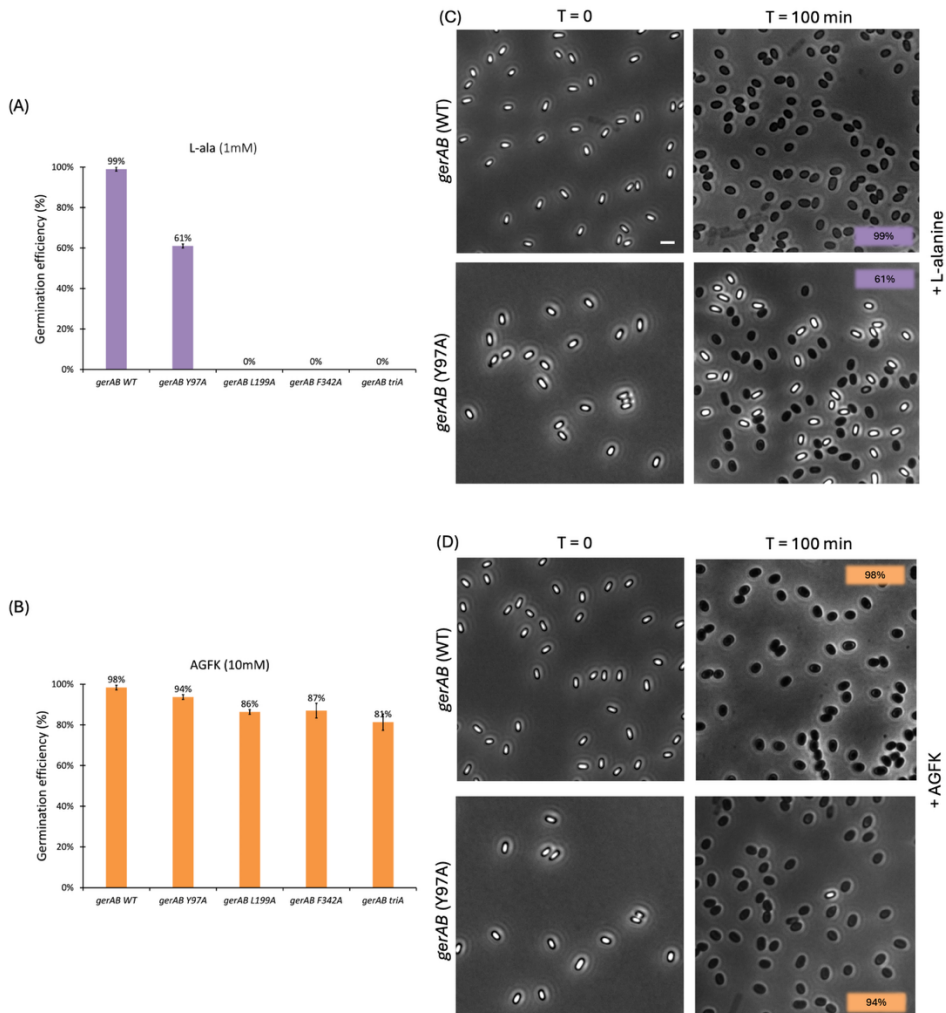 (A)
L-ala (1mM)
Germination efficiency (%)
100%
80%
60%
40%
20%
0%
99%
61%
0%
0%
0%
gerAB WT
gerAB Y97A
gerAB L199A
gerAB F342A
gerAB triA
(B)
AGFK (10mM)
Germination efficiency (%)
100%
80%
60%
40%
20%
0%
98%
94%
86%
87%
81%
gerAB WT
gerAB Y97A
gerAB L199A
gerAB F342A
gerAB triA
(C)
T = 0
T = 100 min
gerAB (WT)
99%
gerAB (Y97A)
61%
+ L-alanine
(D)
T = 0
T = 100 min
gerAB (WT)
98%
gerAB (Y97A)
94%
+ AGFK